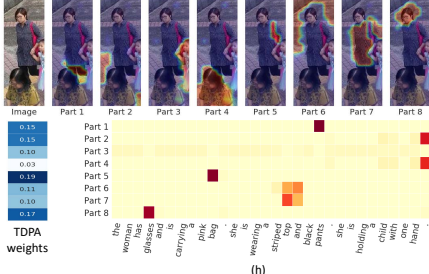 Image Part 1 Part 2 Part 3 Part 4 Part 5 Part 6 Part 7 Part 8
0.15 Part 1
0.15 Part 2
0.10 Part 3
0.03 Part 4
0.19 Part 5
0.11 Part 6
0.10 Part 7
0.17 Part 8
TDPA
weights
the woman has glasses and is carrying a pink bag . she is wearing a striped top and black pants . she is holding a child with one hand .
(h)